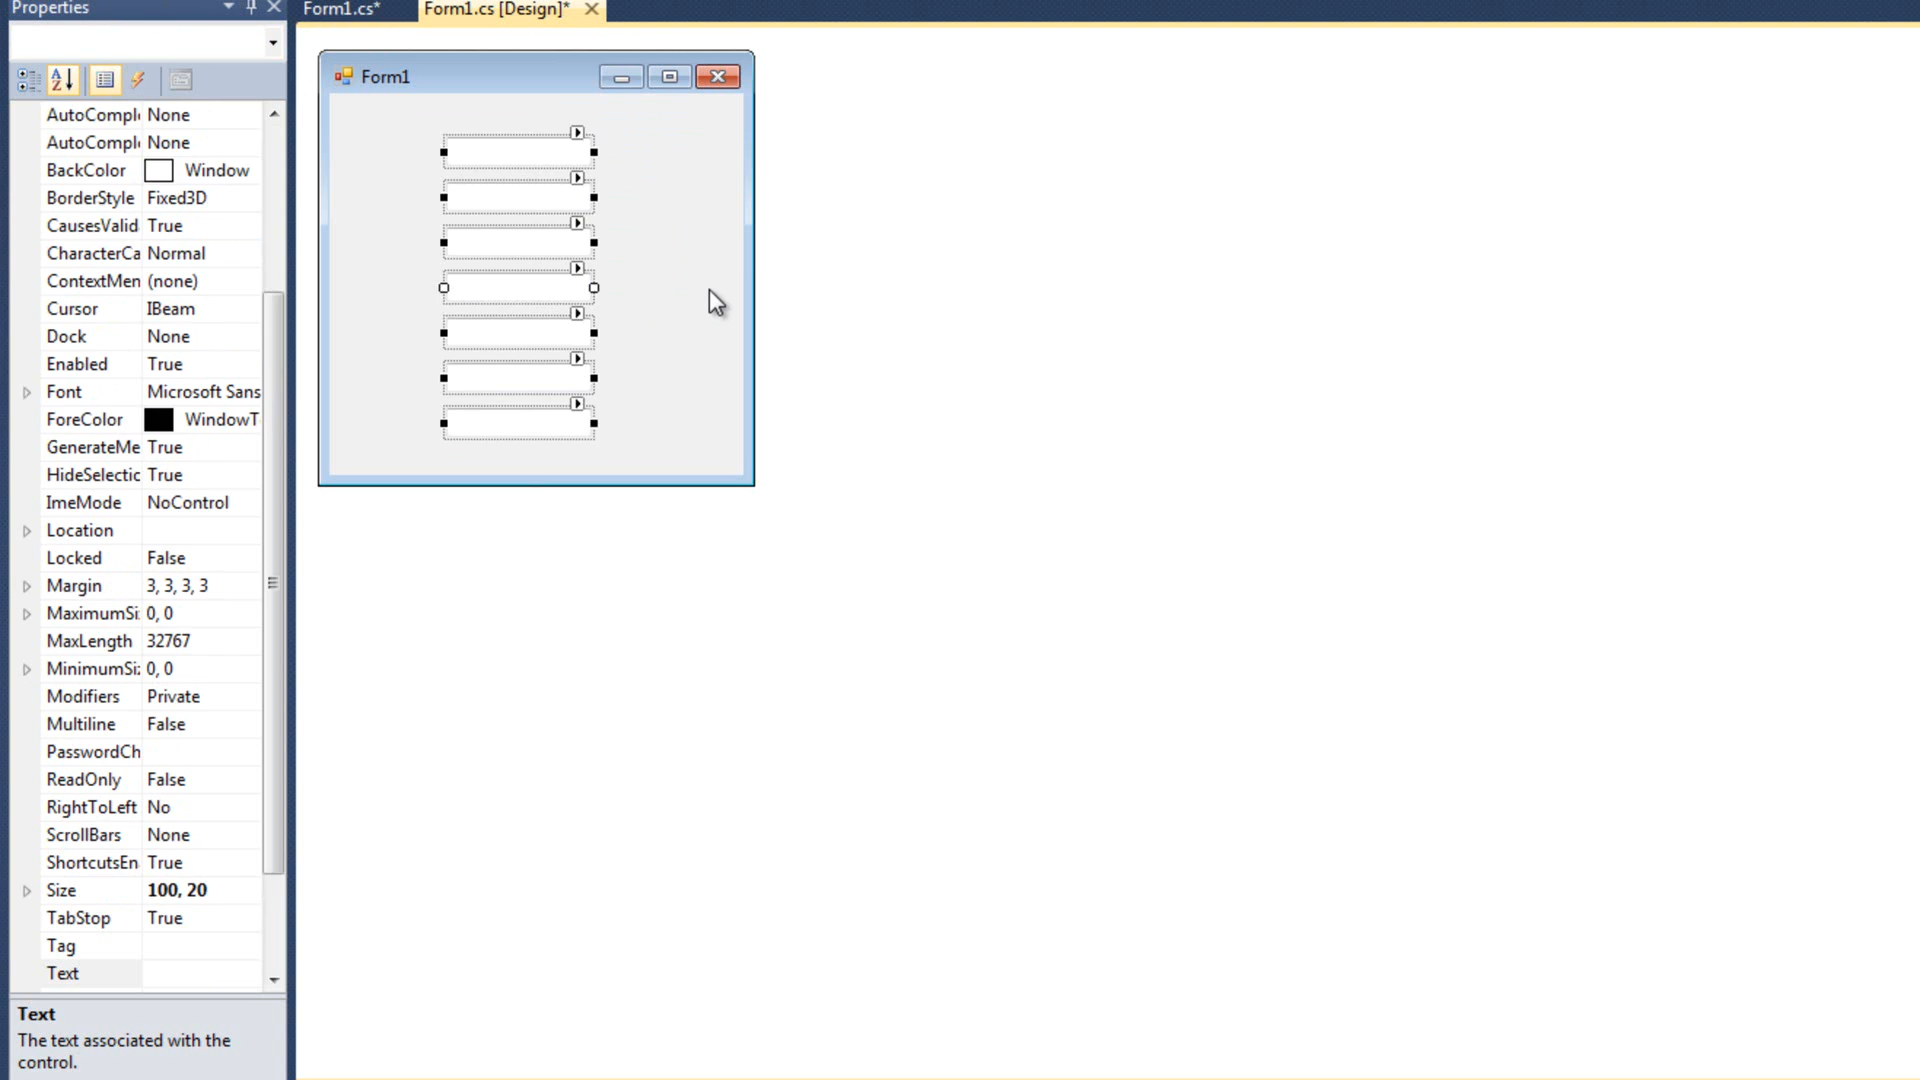 Properties
Form1.cs*
Form1.cs [Design]*
Form1
AutoComple None
AutoComple None
BackColor Window
BorderStyle Fixed3D
CausesValid True
CharacterCa Normal
ContextMen (none)
Cursor IBeam
Dock None
Enabled True
Font Microsoft Sans
ForeColor WindowT
GenerateMe True
HideSelectic True
ImeMode NoControl
Location
Locked False
Margin 3, 3, 3, 3
MaximumSi 0, 0
MaxLength 32767
MinimumSi 0, 0
Modifiers Private
Multiline False
PasswordCh
ReadOnly False
RightToLeft No
ScrollBars None
ShortcutsEn True
Size 100, 20
TabStop True
Tag
Text
Text
The text associated with the
control.